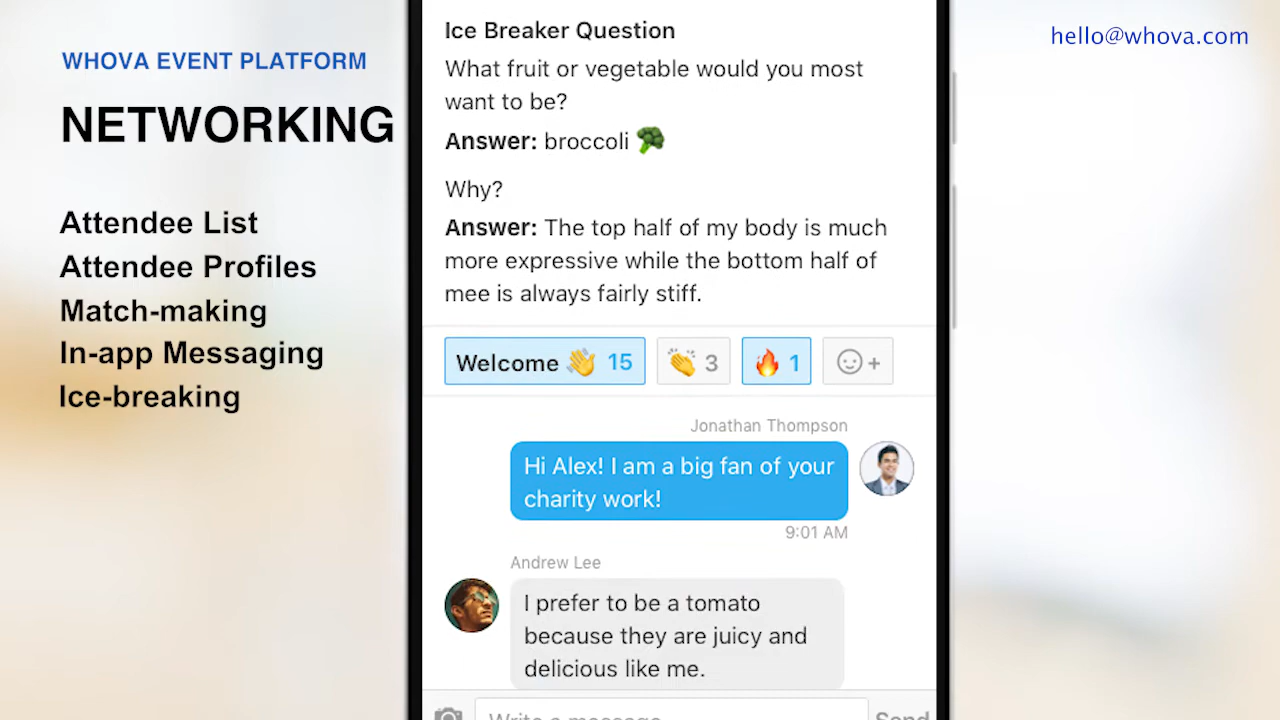 WHOVA EVENT PLATFORM
NETWORKING
Attendee List
Attendee Profiles
Match-making
In-app Messaging
Ice-breaking
hello@whova.com
Ice Breaker Question
What fruit or vegetable would you most
want to be?
Answer: broccoli 🥦
Why?
Answer: The top half of my body is much
more expressive while the bottom half of
mee is always fairly stiff.
Welcome 👋 15 👏 3 🔥 1
Jonathan Thompson
Hi Alex! I am a big fan of your
charity work!
9:01 AM
Andrew Lee
I prefer to be a tomato
because they are juicy and
delicious like me.
Write a message Send